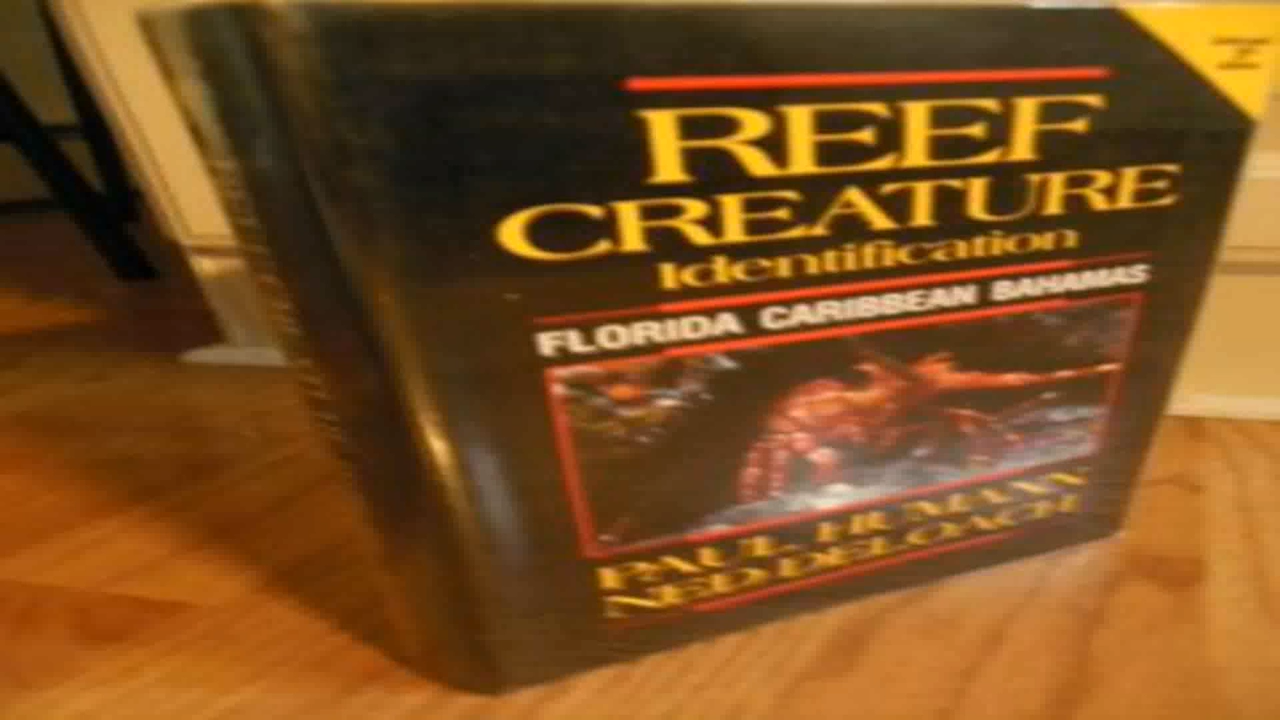 REEF
CREATURE
Identification
FLORIDA CARIBBEAN BAHAMAS
PAUL HUMANN
NED DELOACH